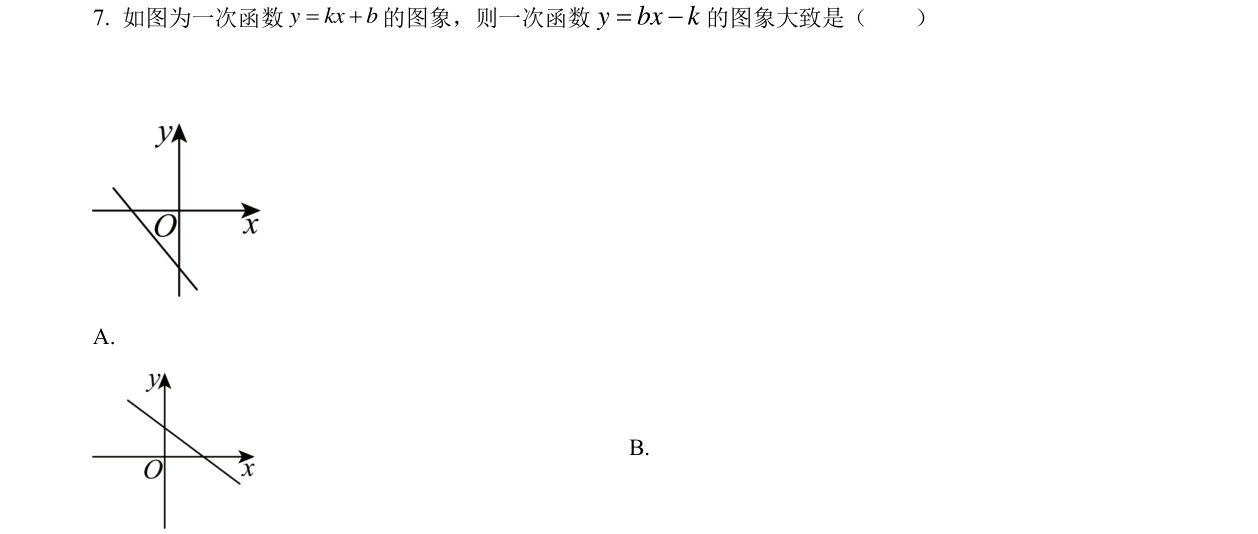 7. 如图为一次函数 y = kx + b 的图象，则一次函数 y = bx − k 的图象大致是（　　）
y
O
x
A.
y
O
x
B.